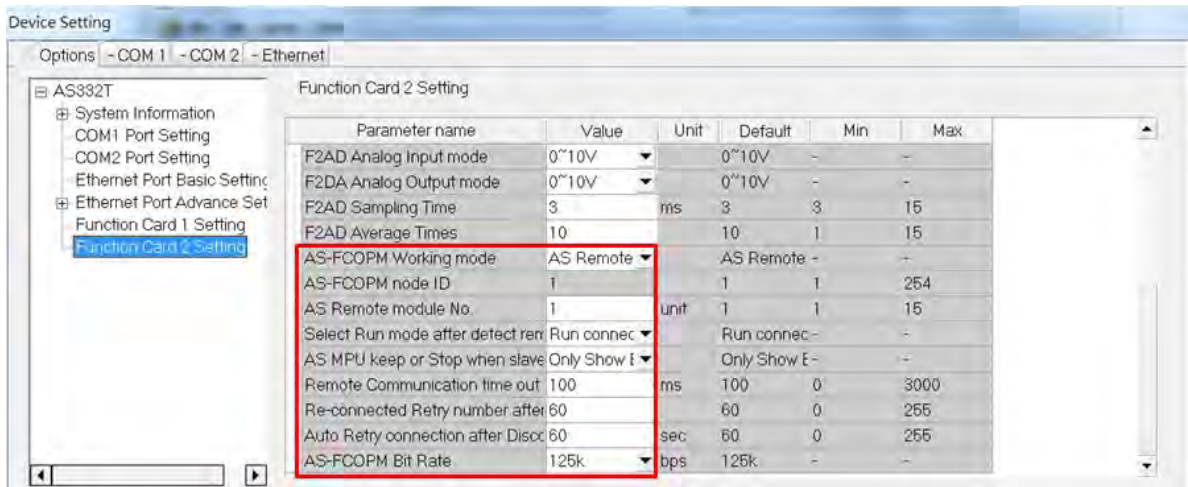 Device Setting
Options - COM 1 - COM 2 - Ethernet
AS332T
System Information
COM1 Port Setting
COM2 Port Setting
Ethernet Port Basic Setting
Ethernet Port Advance Set
Function Card 1 Setting
Function Card 2 Setting
Function Card 2 Setting
Parameter name Value Unit Default Min Max
F2AD Analog Input mode 0~10V 0~10V - -
F2DA Analog Output mode 0~10V 0~10V - -
F2AD Sampling Time 3 ms 3 3 15
F2AD Average Times 10 10 1 15
AS-FCOPM Working mode AS Remote AS Remote - -
AS-FCOPM node ID 1 1 1 254
AS Remote module No. 1 unit 1 1 15
Select Run mode after detect rem Run connec Run connec - -
AS MPU keep or Stop when slave Only Show E Only Show E - -
Remote Communication time out 100 ms 100 0 3000
Re-connected Retry number after 60 60 0 255
Auto Retry connection after Discc 60 sec 60 0 255
AS-FCOPM Bit Rate 125k bps 125k - -